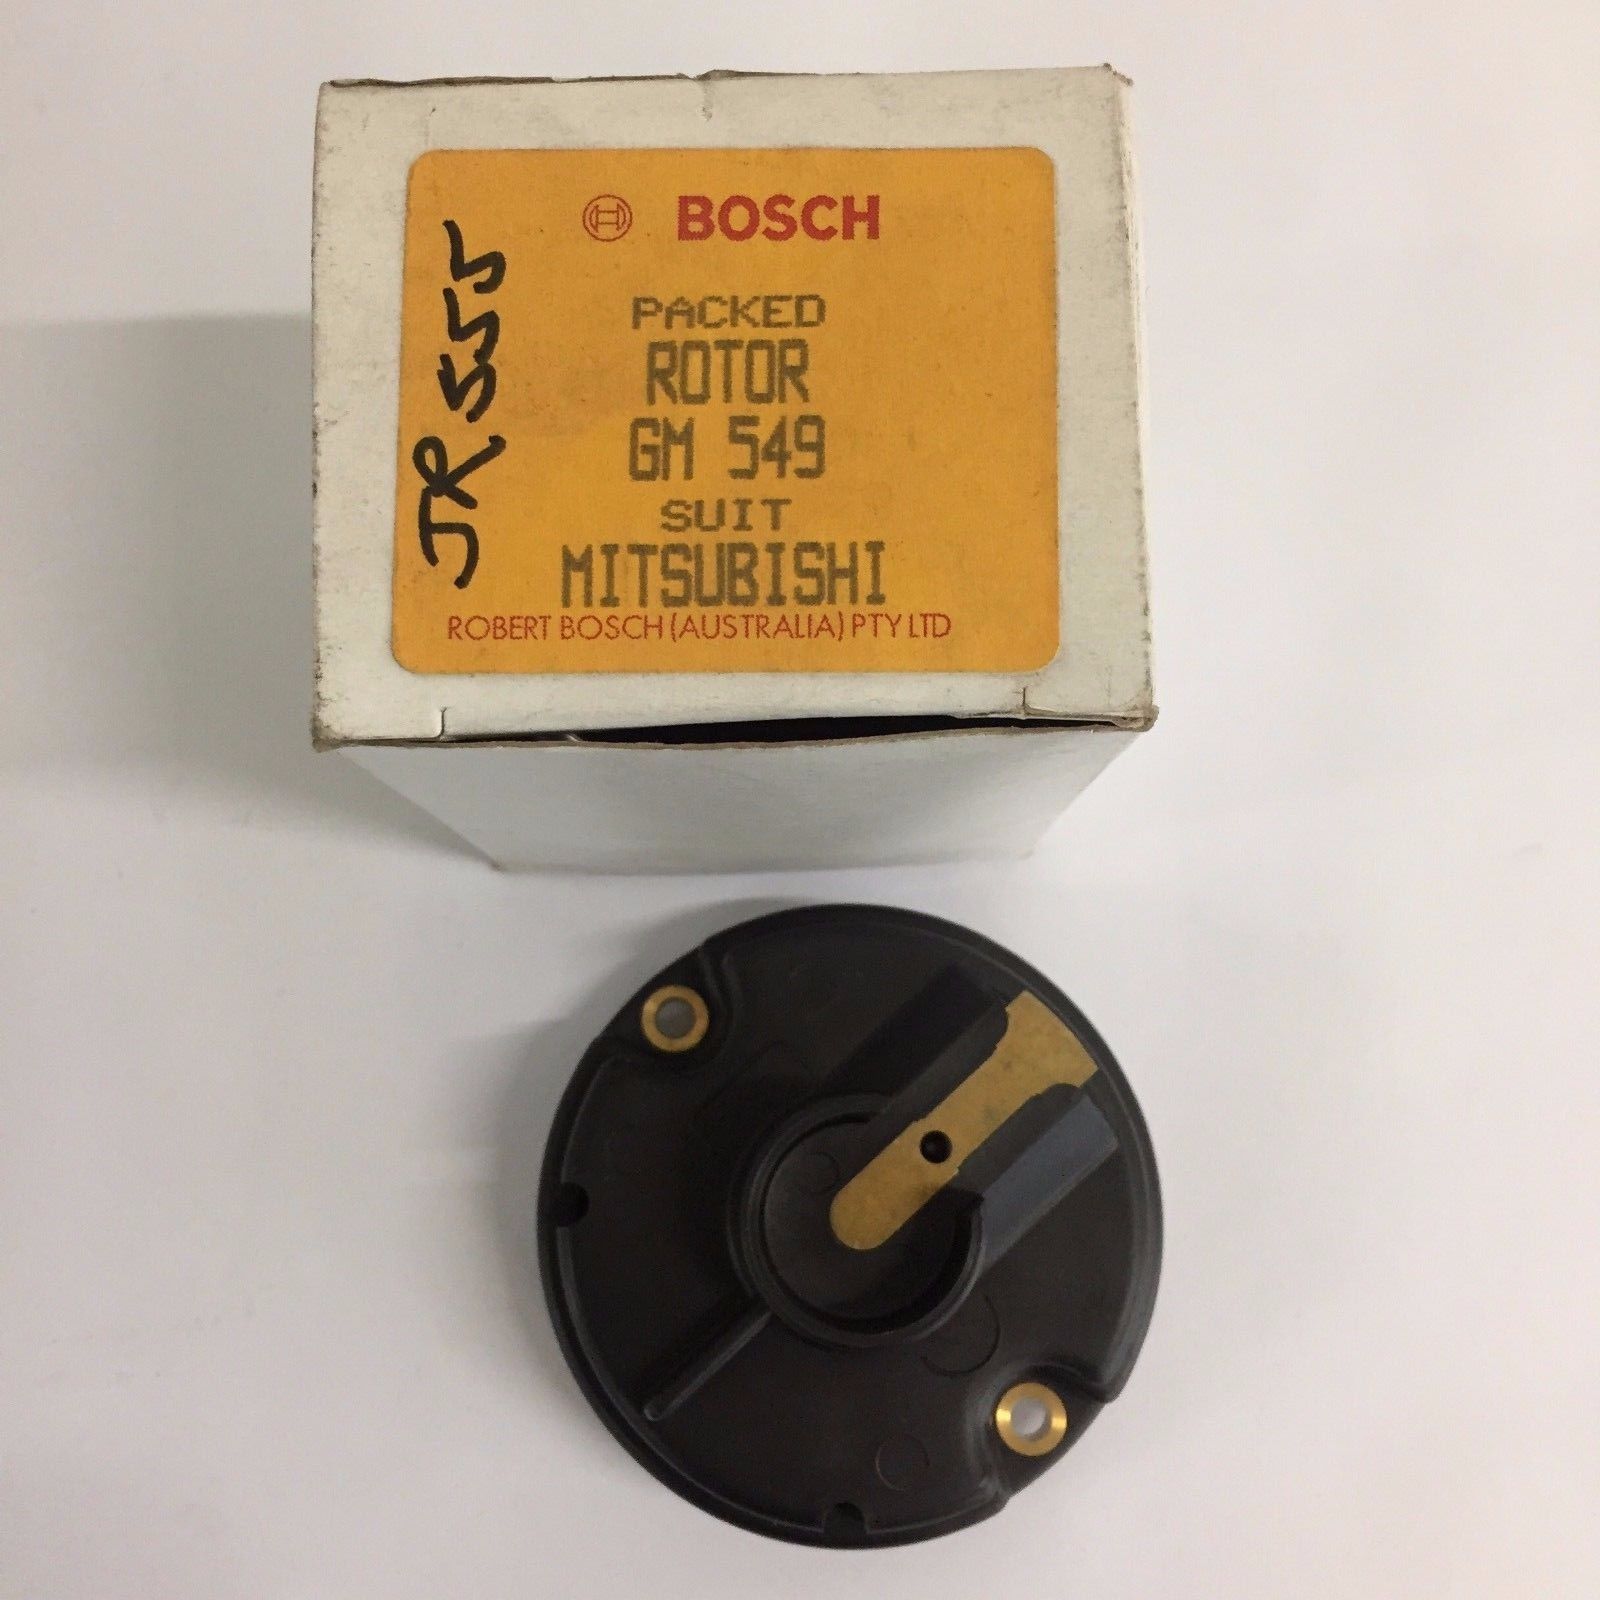 BOSCH
PACKED
ROTOR
GM 549
SUIT
MITSUBISHI
ROBERT BOSCH (AUSTRALIA) PTY LTD
JR555